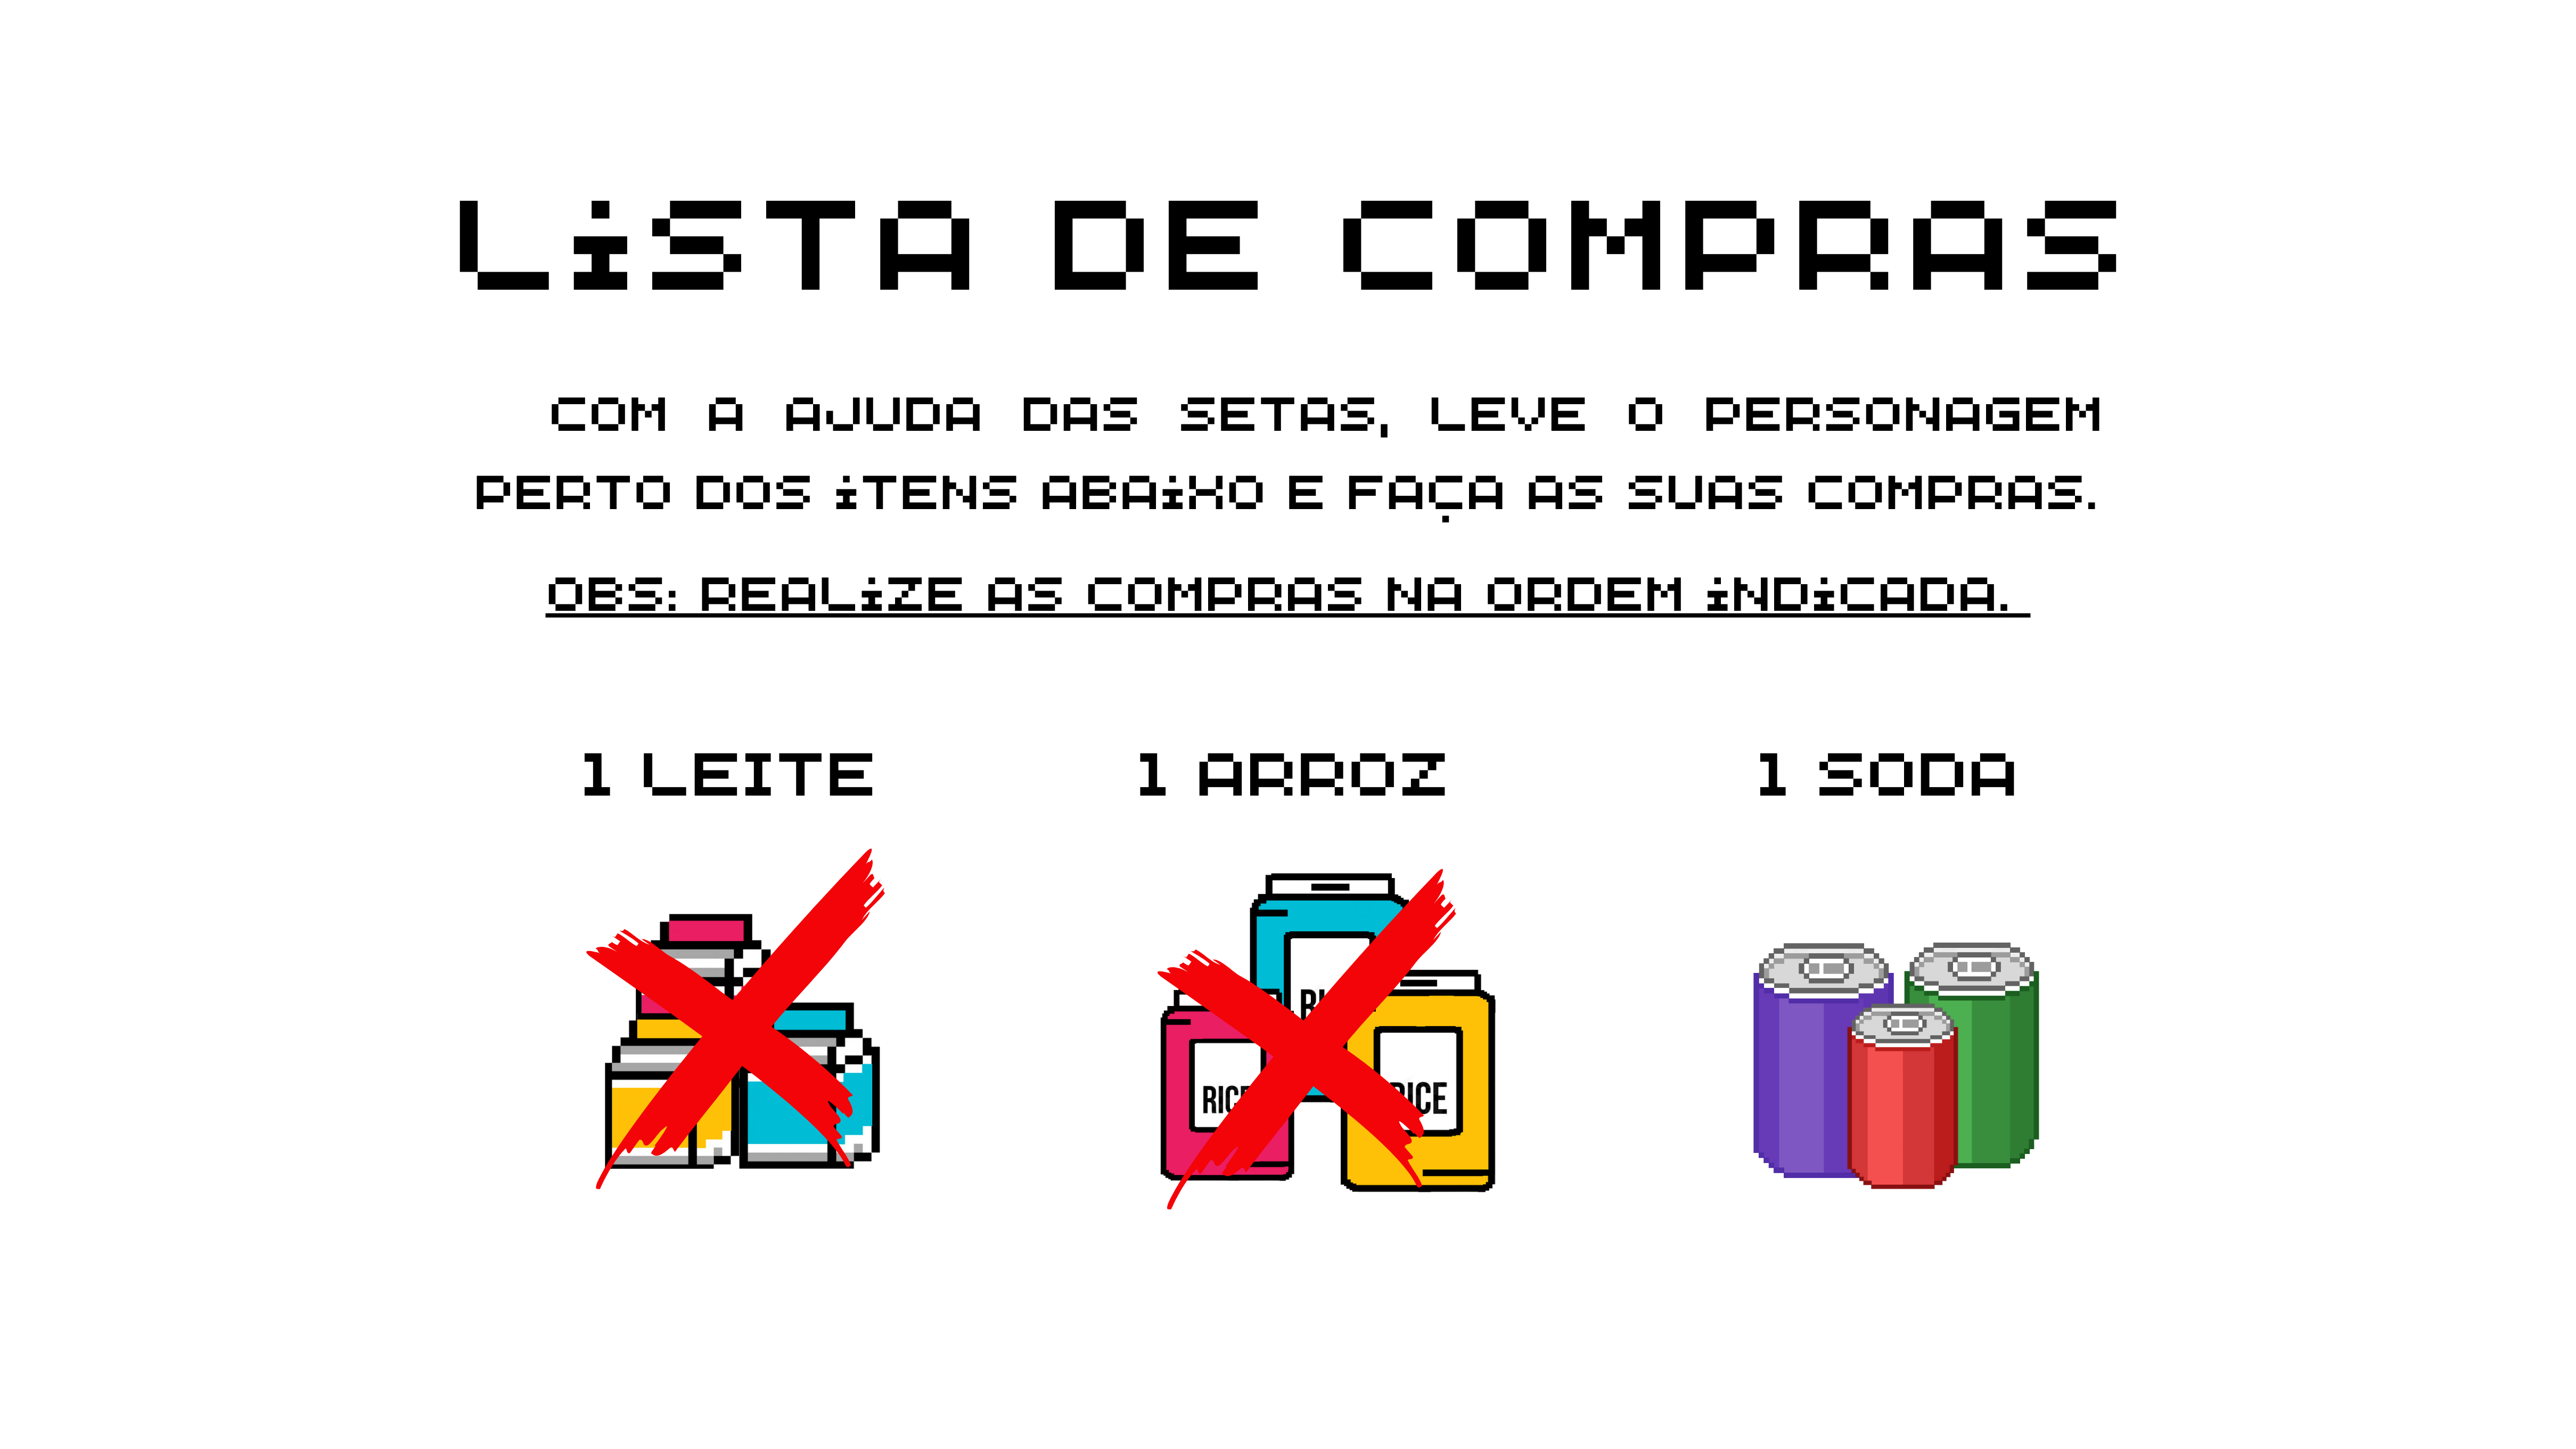 LiSTA DE COMPRAS
COM A AJUDA DAS SETAS, LEVE O PERSONAGEM
PERTO DOS iTENS ABAiXO E FAÇA AS SUAS COMPRAS.
OBS: REALiZE AS COMPRAS NA ORDEM iNDiCADA.
1 LEITE
1 ARROZ
1 SODA